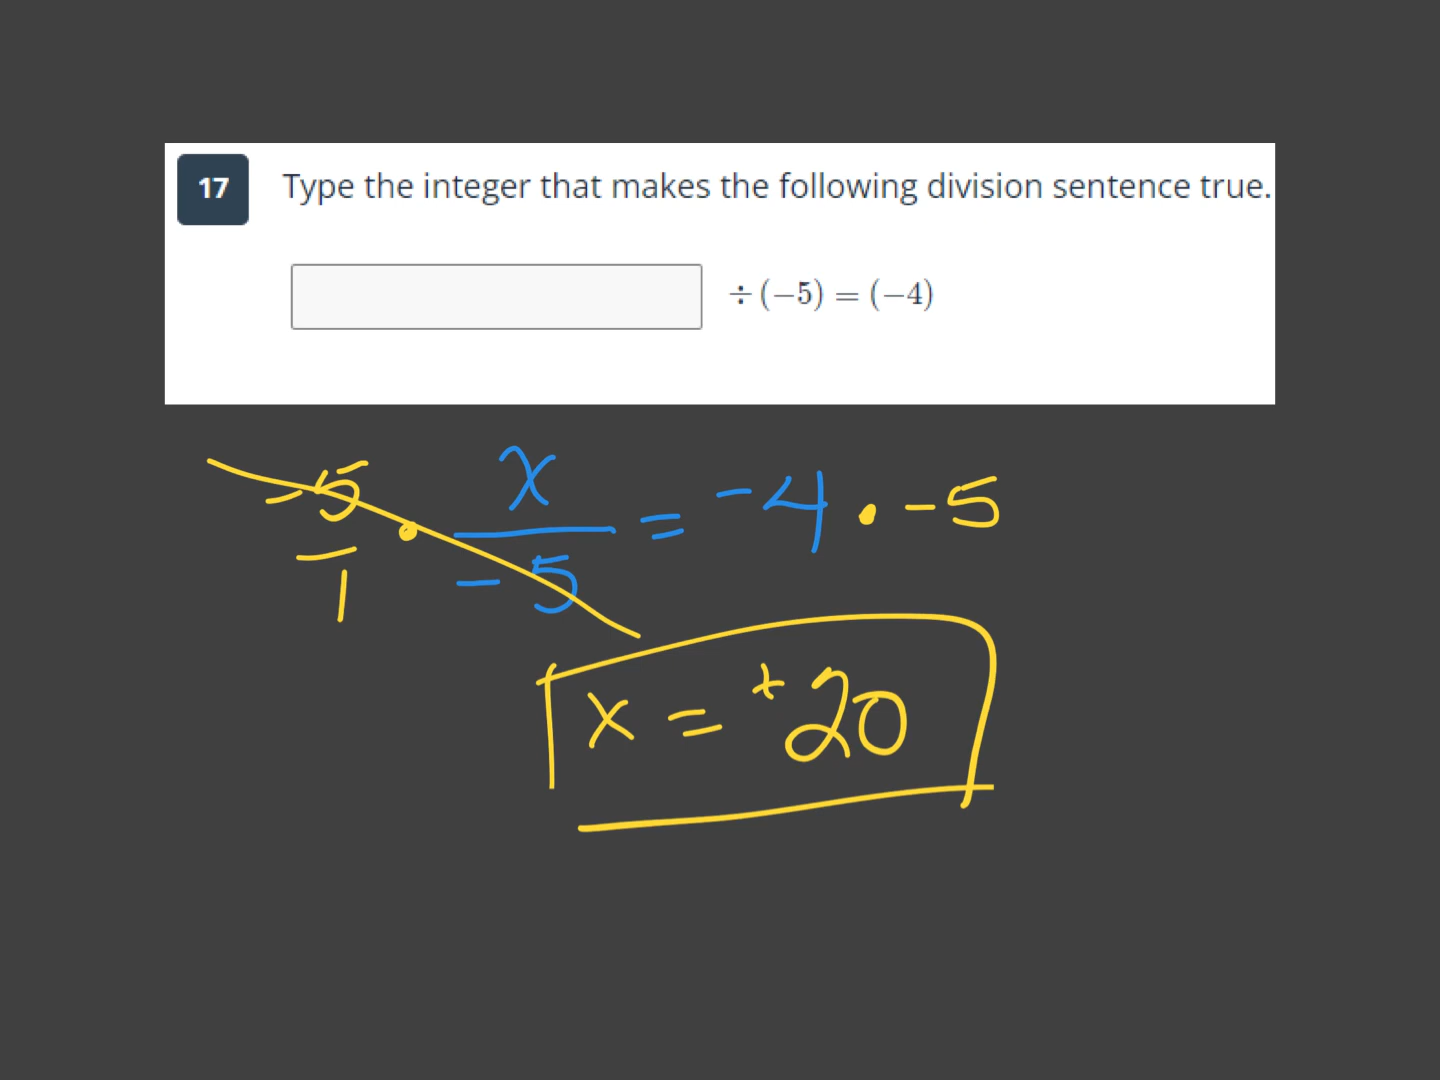 17 Type the integer that makes the following division sentence true.
÷ (−5) = (−4)
-5/1 • x/-5 = -4 • -5
x = +20